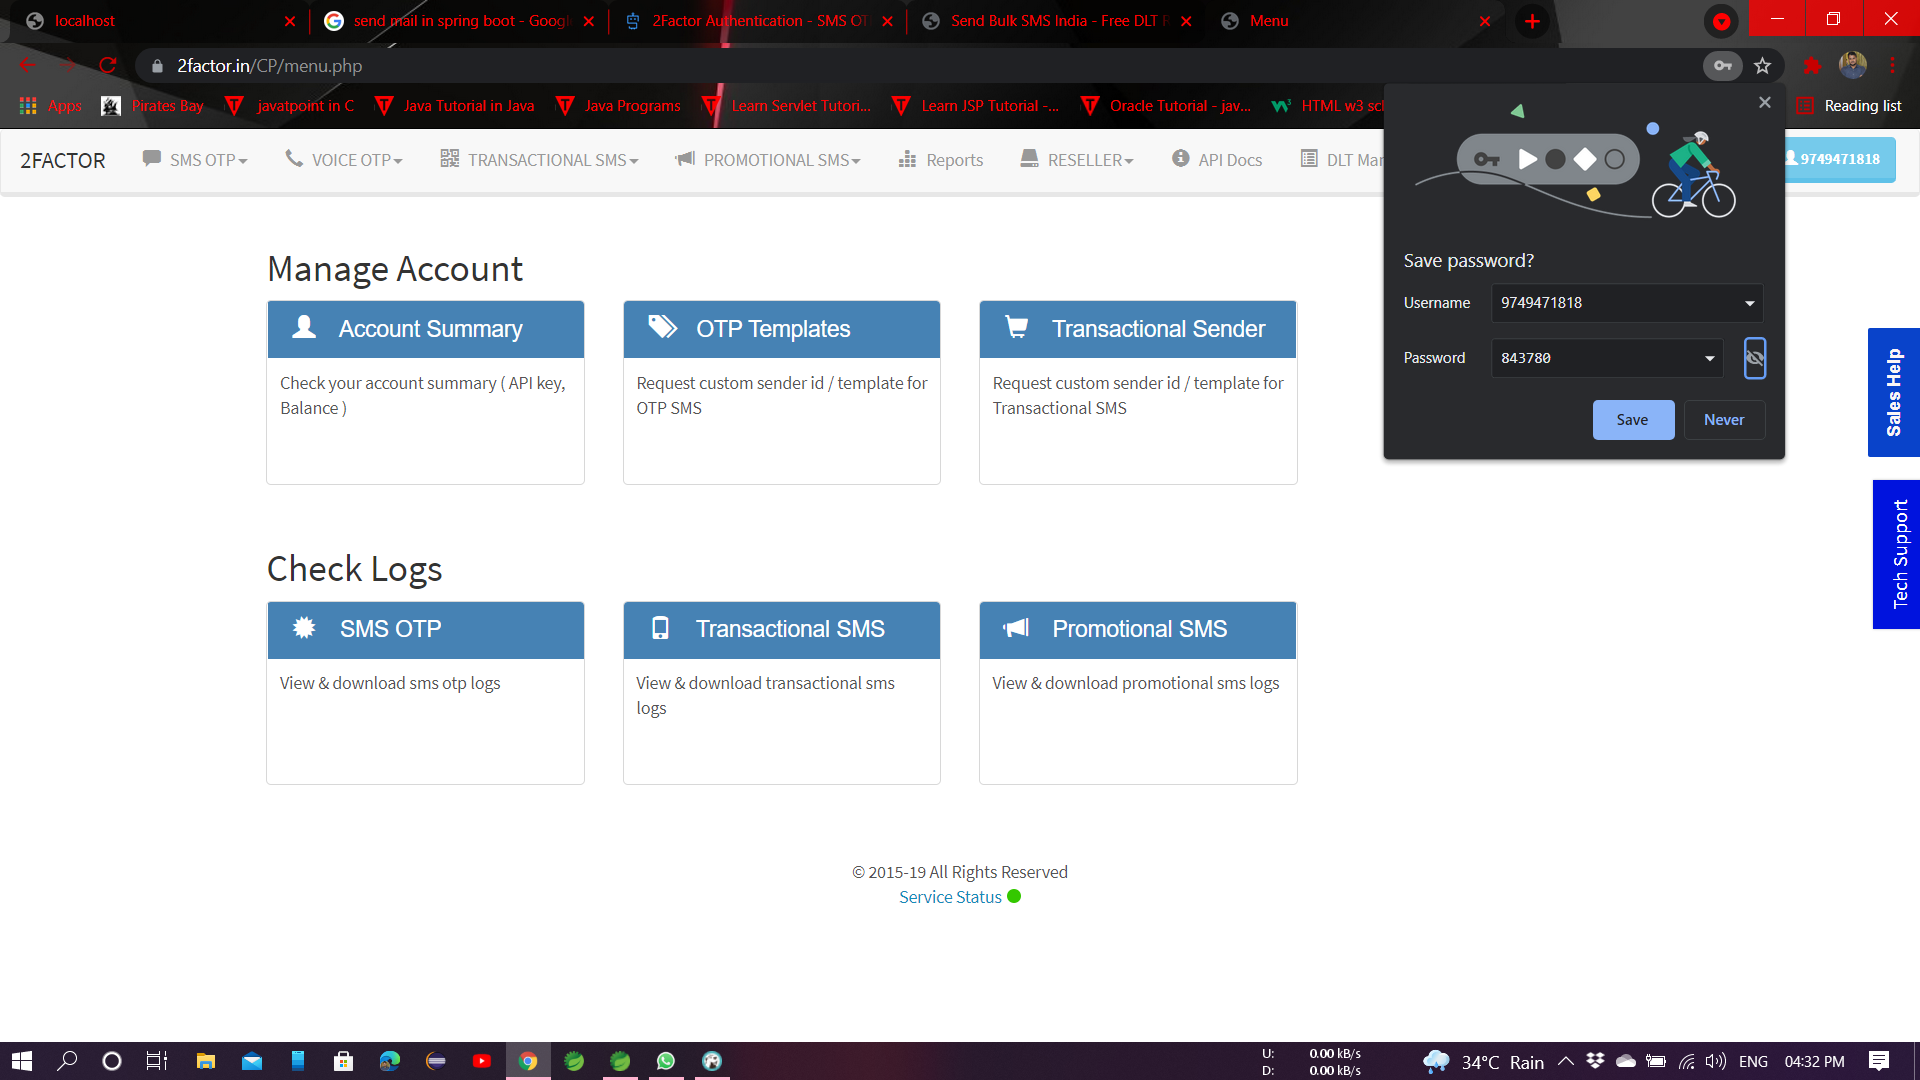 localhost
send mail in spring boot - Googl
2Factor Authentication - SMS OT
Send Bulk SMS India - Free DLT R
Menu
2factor.in/CP/menu.php
Apps
Pirates Bay
javatpoint in C
Java Tutorial in Java
Java Programs
Learn Servlet Tutori...
Learn JSP Tutorial -...
Oracle Tutorial - jav...
HTML w3 sc
Reading list
2FACTOR
SMS OTP
VOICE OTP
TRANSACTIONAL SMS
PROMOTIONAL SMS
Reports
RESELLER
API Docs
DLT Mar
9749471818
Save password?
Username
9749471818
Password
843780
Save
Never
Manage Account
Account Summary
Check your account summary ( API key,
Balance )
OTP Templates
Request custom sender id / template for
OTP SMS
Transactional Sender
Request custom sender id / template for
Transactional SMS
Sales Help
Tech Support
Check Logs
SMS OTP
View & download sms otp logs
Transactional SMS
View & download transactional sms
logs
Promotional SMS
View & download promotional sms logs
© 2015-19 All Rights Reserved
Service Status
U: 0.00 kB/s
D: 0.00 kB/s
34°C Rain
ENG
04:32 PM